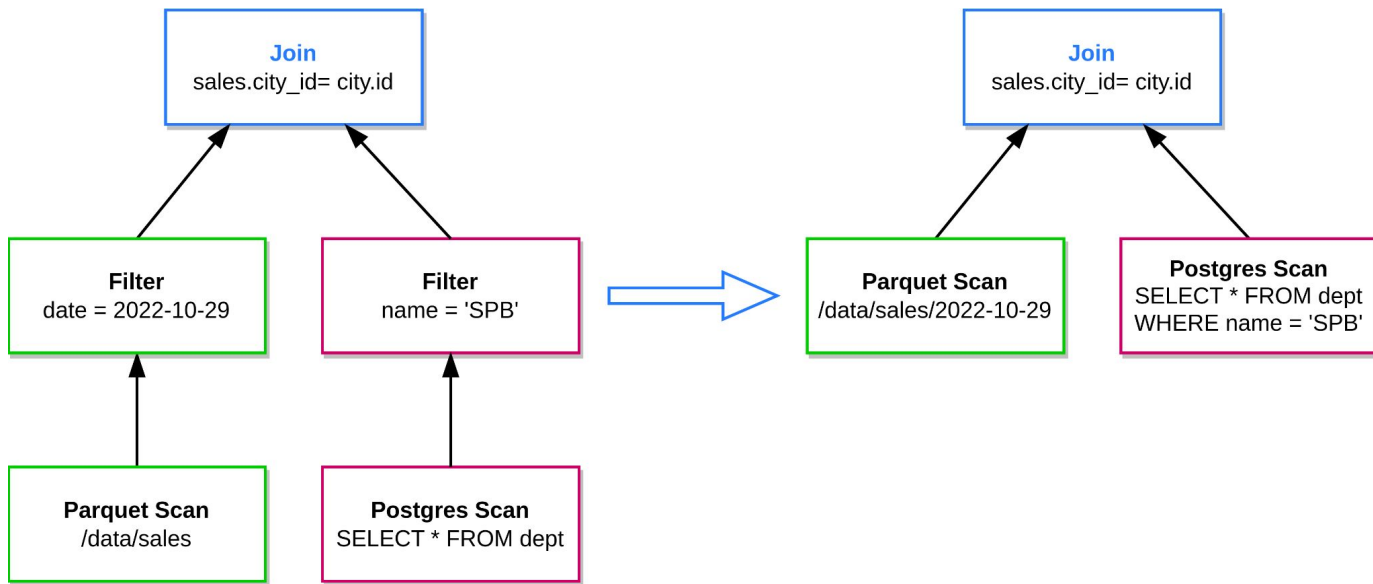 Join
sales.city_id= city.id
Join
sales.city_id= city.id
Filter
date = 2022-10-29
Filter
name = 'SPB'
Parquet Scan
/data/sales/2022-10-29
Postgres Scan
SELECT * FROM dept
WHERE name = 'SPB'
Parquet Scan
/data/sales
Postgres Scan
SELECT * FROM dept